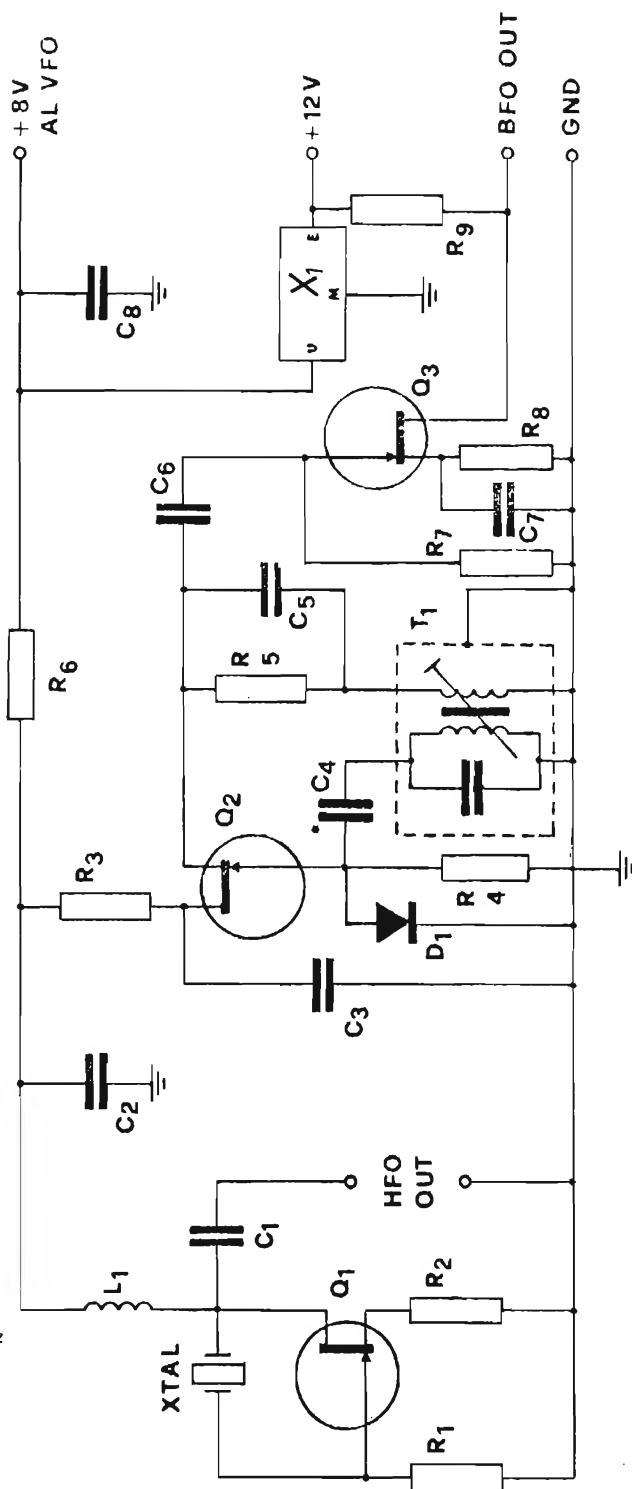 +8V
AL VFO
C8
+12V
X1
E
M
U
R9
BFO OUT
GND
R6
C6
Q3
R8
C7
R7
R
5
C5
T1
R3
Q2
C4
*
R
4
D1
C3
C2
L1
C1
HFO
OUT
XTAL
Q1
R2
R1